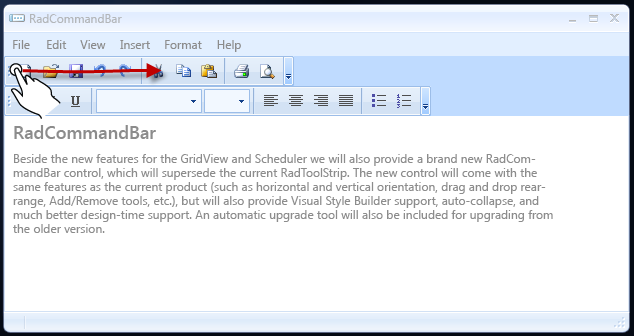 RadCommandBar
File Edit View Insert Format Help
U
RadCommandBar
Beside the new features for the GridView and Scheduler we will also provide a brand new RadCom-
mandBar control, which will supersede the current RadToolStrip. The new control will come with the
same features as the current product (such as horizontal and vertical orientation, drag and drop rear-
range, Add/Remove tools, etc.), but will also provide Visual Style Builder support, auto-collapse, and
much better design-time support. An automatic upgrade tool will also be included for upgrading from
the older version.